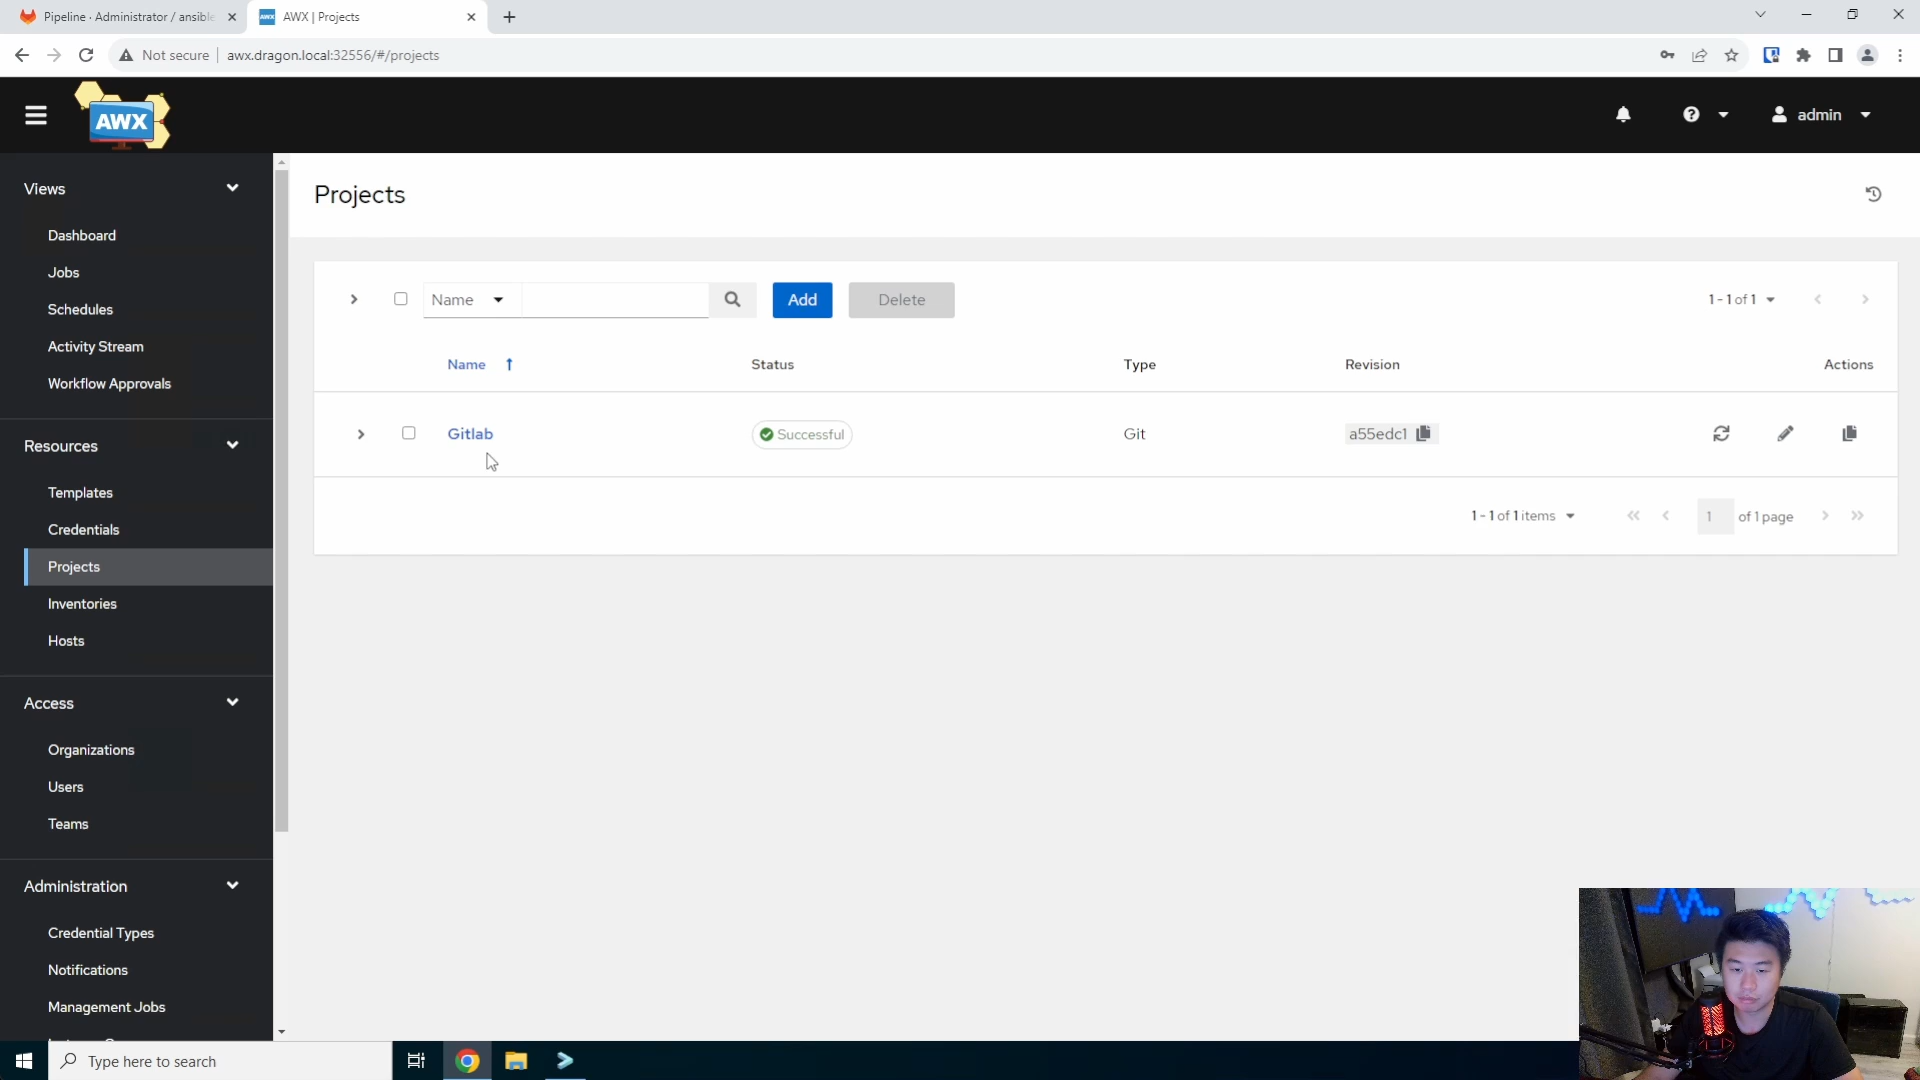 Pipeline · Administrator / ansible
AWX | Projects
Not secure
awx.dragon.local:32556/#/projects
AWX
admin
Views
Dashboard
Jobs
Schedules
Activity Stream
Workflow Approvals
Resources
Templates
Credentials
Projects
Inventories
Hosts
Access
Organizations
Users
Teams
Administration
Credential Types
Notifications
Management Jobs
Projects
Name
Add
Delete
1 - 1 of 1
Name
Status
Type
Revision
Actions
Gitlab
Successful
Git
a55edc1
1 - 1 of 1 items
1
of 1 page
Type here to search